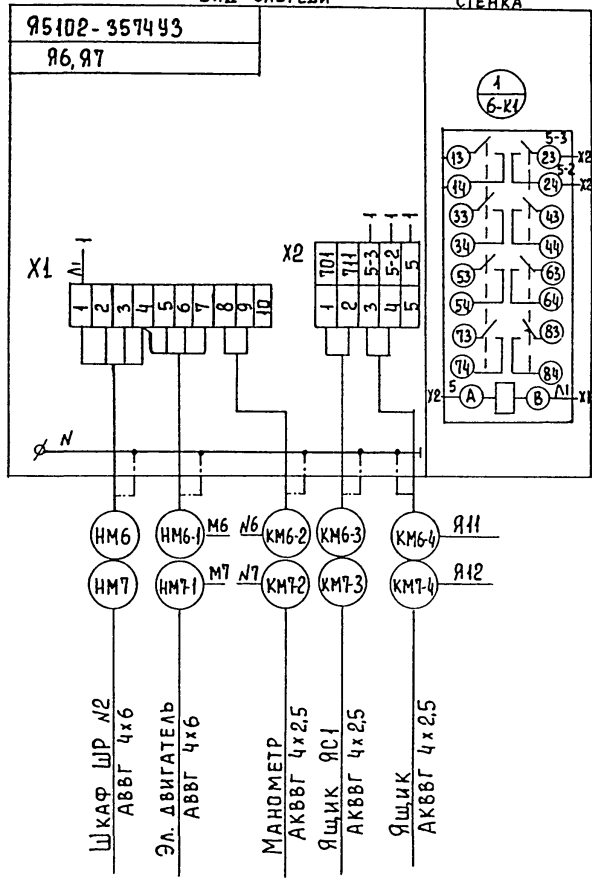 СТЕНКА
Я5102-3574У3
Я6, Я7
1
6-К1
5-3
13 23 Х2
5-2
14 24 Х2
33 43
34 44
53 63
54 64
73 83
74 84
Х2 5 А В Л1 Х1
Х1 Л1 1
1 2 3 4 5 6 7 8 9 10
Х2 1 1 1
701 711 5-3 5-2 5
1 2 3 4 5
N
НМ6 НМ6-1 М6 N6 КМ6-2 КМ6-3 КМ6-4 Я11
НМ7 НМ7-1 М7 N7 КМ7-2 КМ7-3 КМ7-4 Я12
ШКАФ ШР N2
АВВГ 4х6
ЭЛ. ДВИГАТЕЛЬ
АВВГ 4х6
МАНОМЕТР
АКВВГ 4х2,5
ЯЩИК ЯС1
АКВВГ 4х2,5
ЯЩИК
АКВВГ 4х2,5